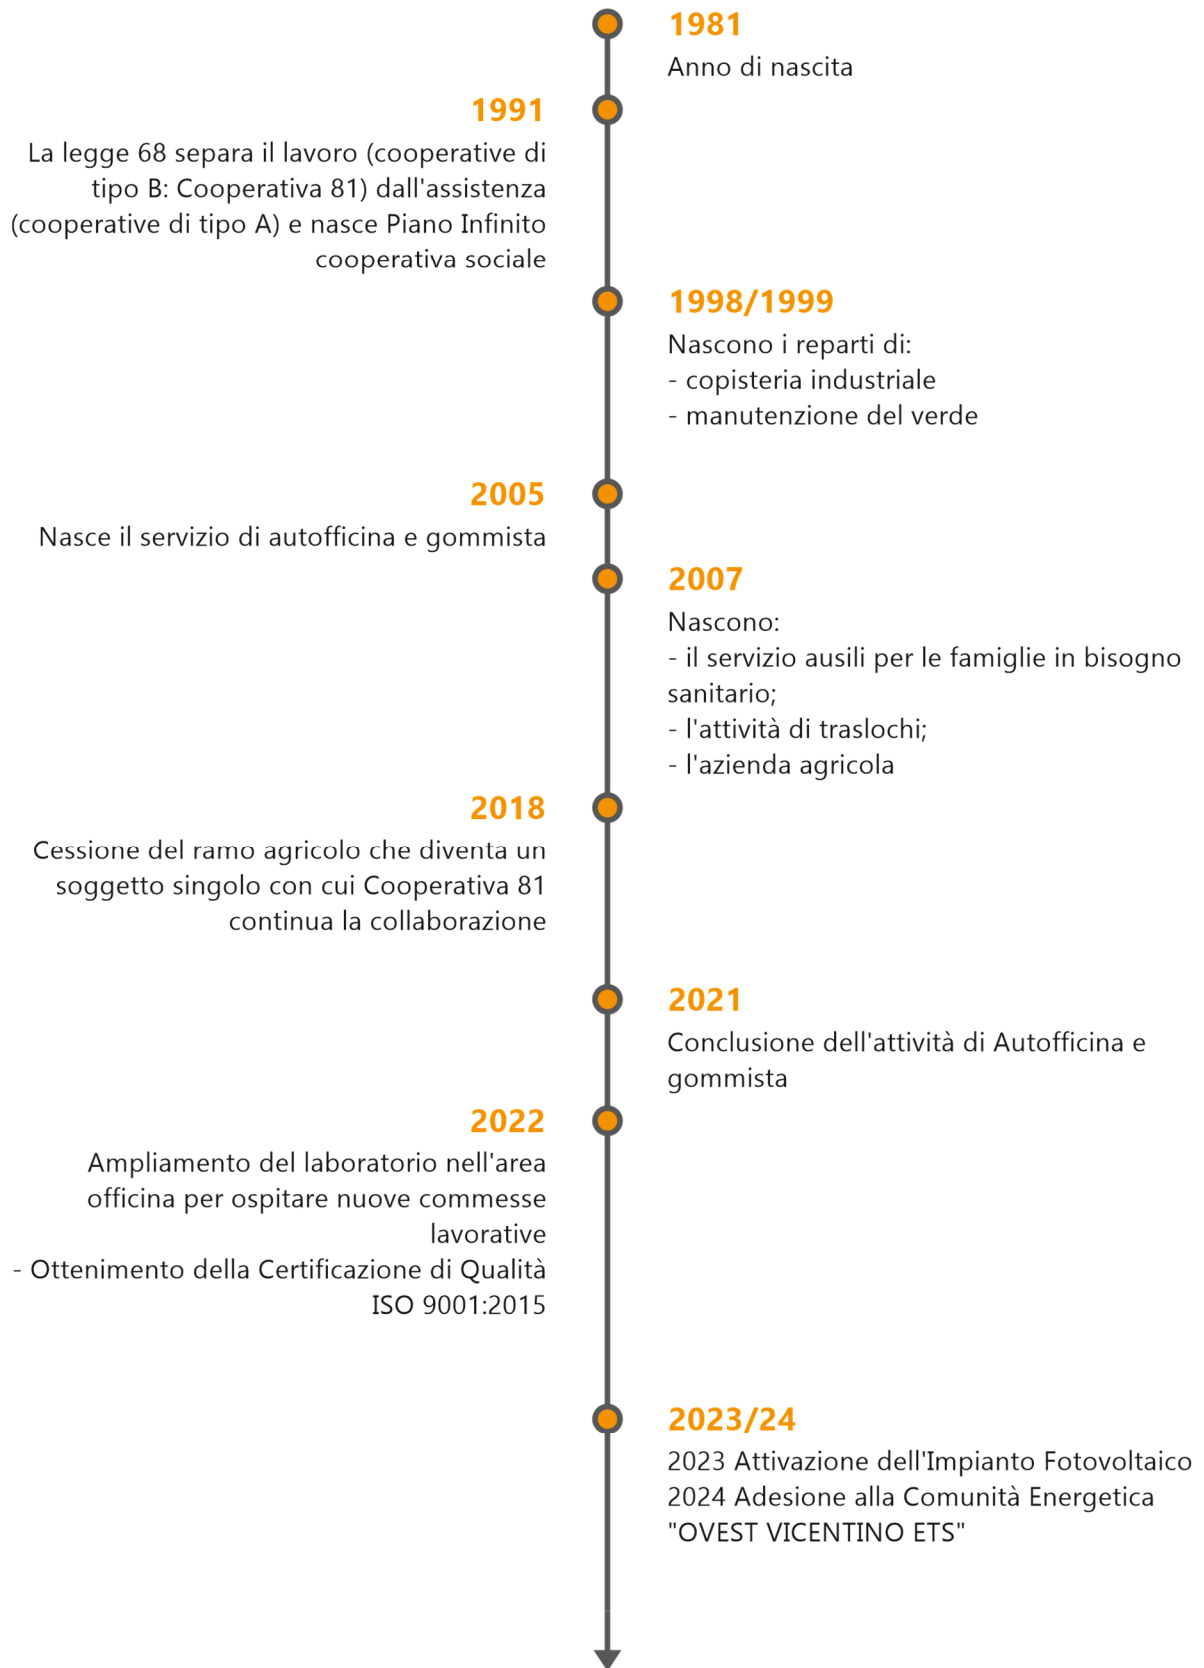 1981
Anno di nascita
1991
La legge 68 separa il lavoro (cooperative di
tipo B: Cooperativa 81) dall'assistenza
(cooperative di tipo A) e nasce Piano Infinito
cooperativa sociale
1998/1999
Nascono i reparti di:
- copisteria industriale
- manutenzione del verde
2005
Nasce il servizio di autofficina e gommista
2007
Nascono:
- il servizio ausili per le famiglie in bisogno
sanitario;
- l'attività di traslochi;
- l'azienda agricola
2018
Cessione del ramo agricolo che diventa un
soggetto singolo con cui Cooperativa 81
continua la collaborazione
2021
Conclusione dell'attività di Autofficina e
gommista
2022
Ampliamento del laboratorio nell'area
officina per ospitare nuove commesse
lavorative
- Ottenimento della Certificazione di Qualità
ISO 9001:2015
2023/24
2023 Attivazione dell'Impianto Fotovoltaico
2024 Adesione alla Comunità Energetica
"OVEST VICENTINO ETS"